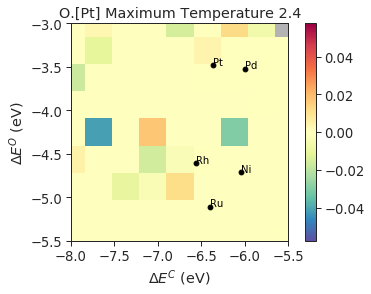 O.[Pt] Maximum Temperature 2.4
−3.0
−3.5
−4.0
−4.5
−5.0
−5.5
ΔE^O (eV)
Pt
Pd
Rh
Ni
Ru
−8.0 −7.5 −7.0 −6.5 −6.0 −5.5
ΔE^C (eV)
0.04
0.02
0.00
−0.02
−0.04